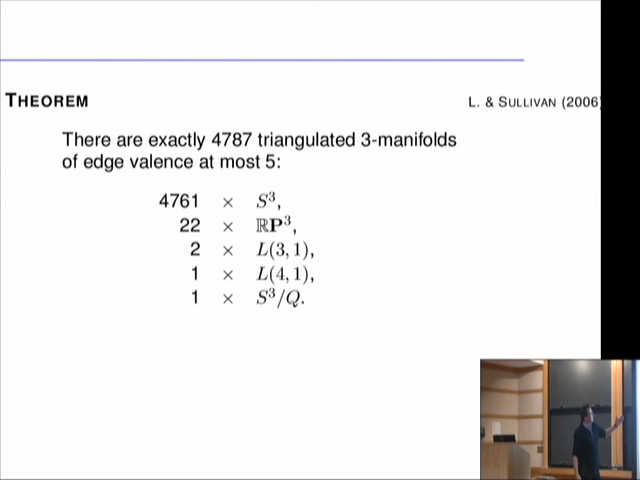 THEOREM
L. & SULLIVAN (2006)
There are exactly 4787 triangulated 3-manifolds
of edge valence at most 5:
4761 × S³,
22 × ℝP³,
2 × L(3, 1),
1 × L(4, 1),
1 × S³/Q.